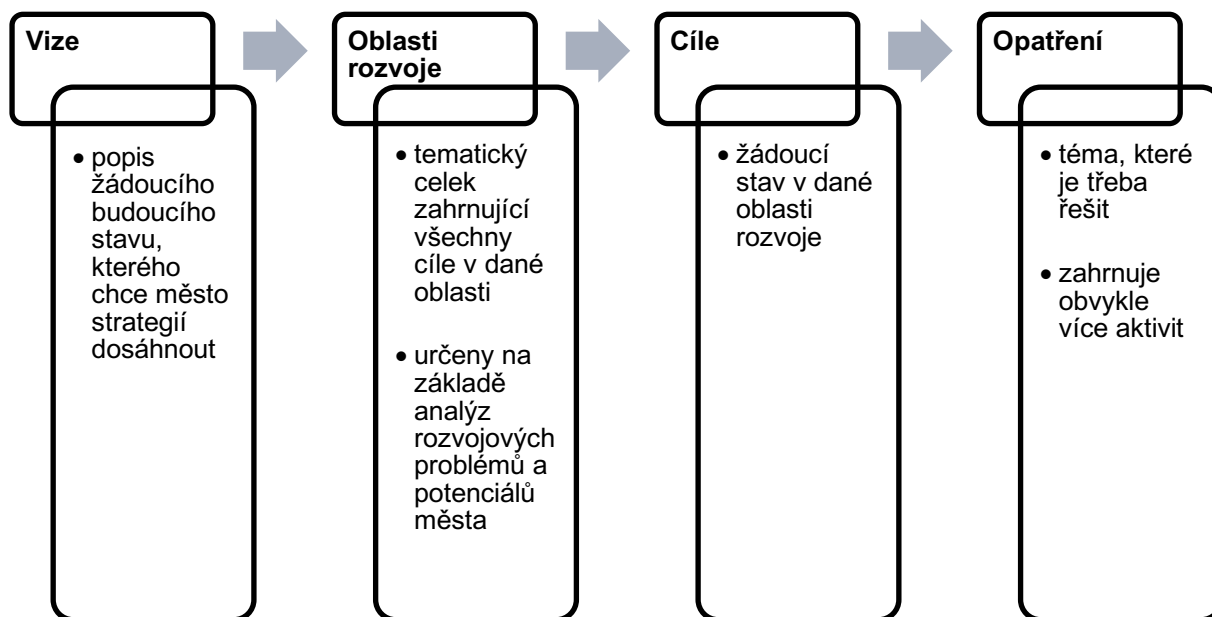 Vize
• popis
žádoucího
budoucího
stavu,
kterého
chce město
strategií
dosáhnout
Oblasti
rozvoje
• tematický
celek
zahrnující
všechny
cíle v dané
oblasti
• určeny na
základě
analýz
rozvojových
problémů a
potenciálů
města
Cíle
• žádoucí
stav v dané
oblasti
rozvoje
Opatření
• téma, které
je třeba
řešit
• zahrnuje
obvykle
více aktivit